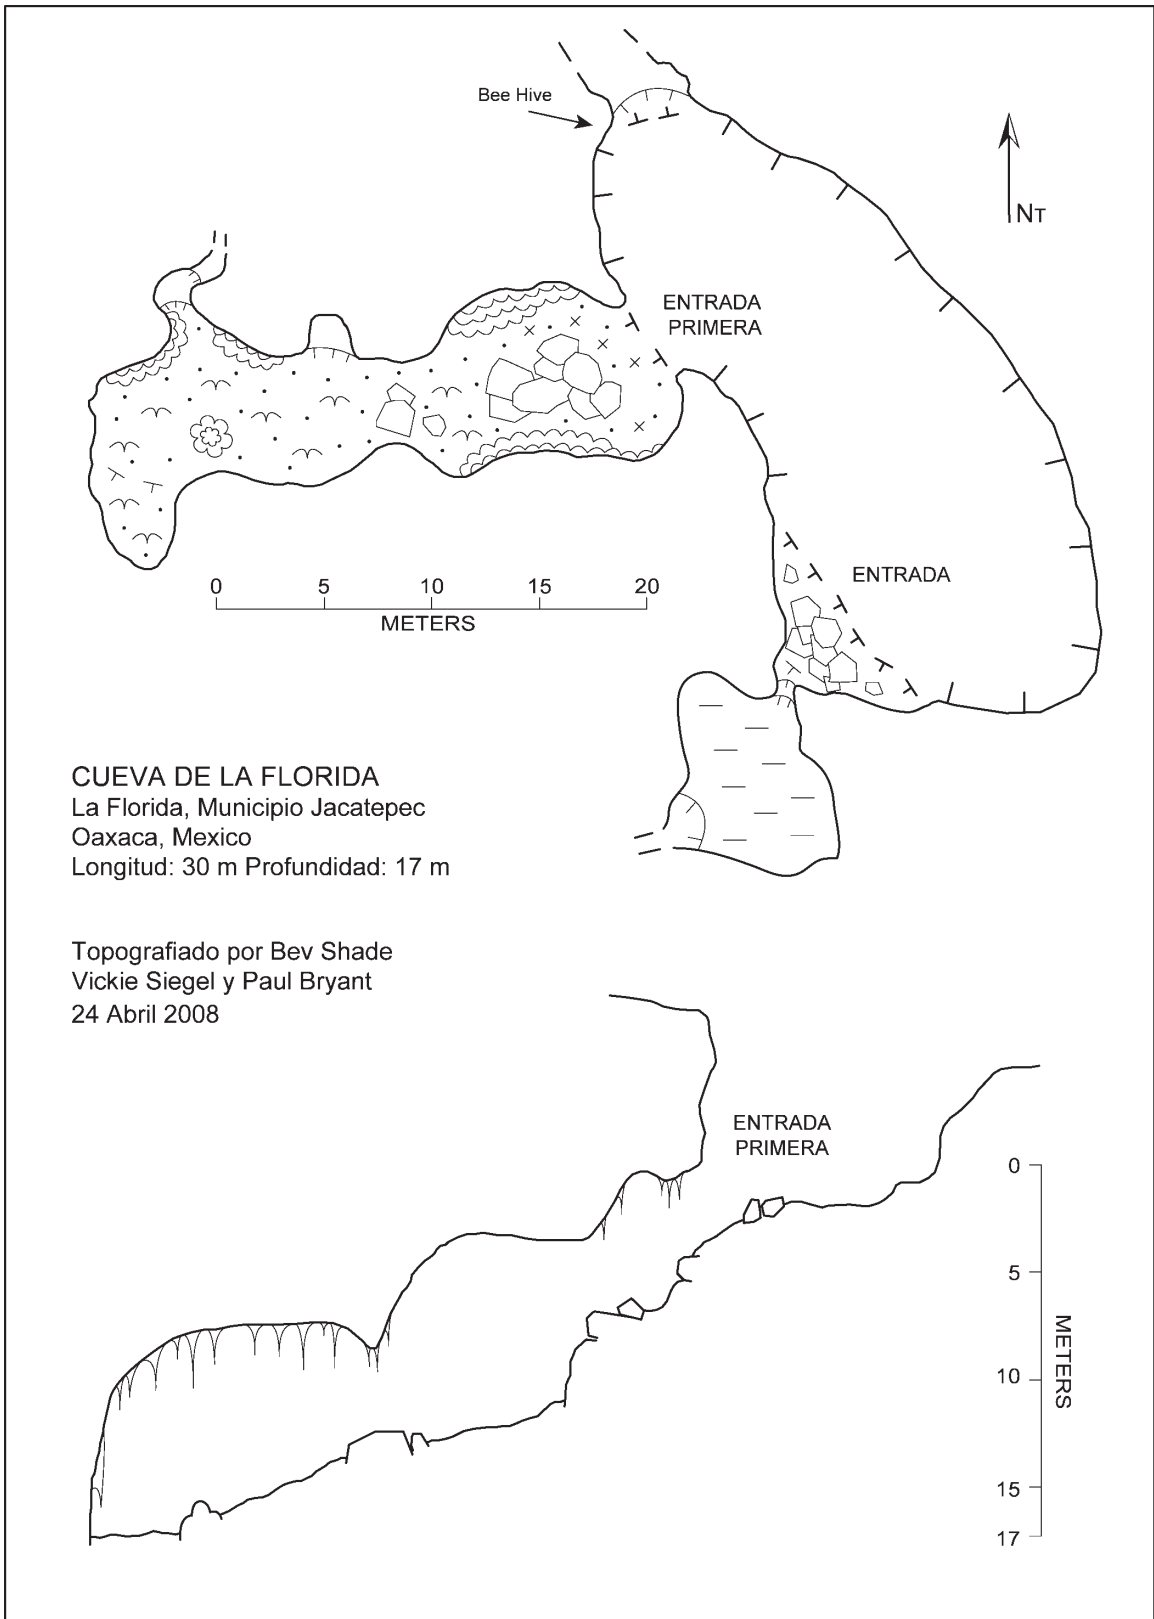 Bee Hive
NT
ENTRADA
PRIMERA
ENTRADA
0 5 10 15 20
METERS
CUEVA DE LA FLORIDA
La Florida, Municipio Jacatepec
Oaxaca, Mexico
Longitud: 30 m Profundidad: 17 m
Topografiado por Bev Shade
Vickie Siegel y Paul Bryant
24 Abril 2008
ENTRADA
PRIMERA
0
5
10
15
17
METERS